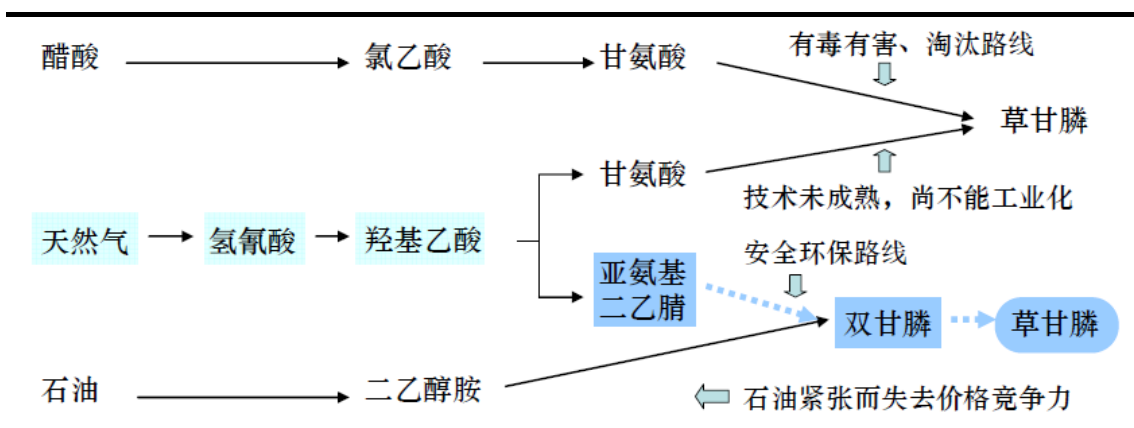 醋酸
氯乙酸
甘氨酸
有毒有害、淘汰路线
草甘膦
甘氨酸
技术未成熟，尚不能工业化
天然气
氢氰酸
羟基乙酸
安全环保路线
亚氨基
二乙腈
双甘膦
草甘膦
石油
二乙醇胺
石油紧张而失去价格竞争力